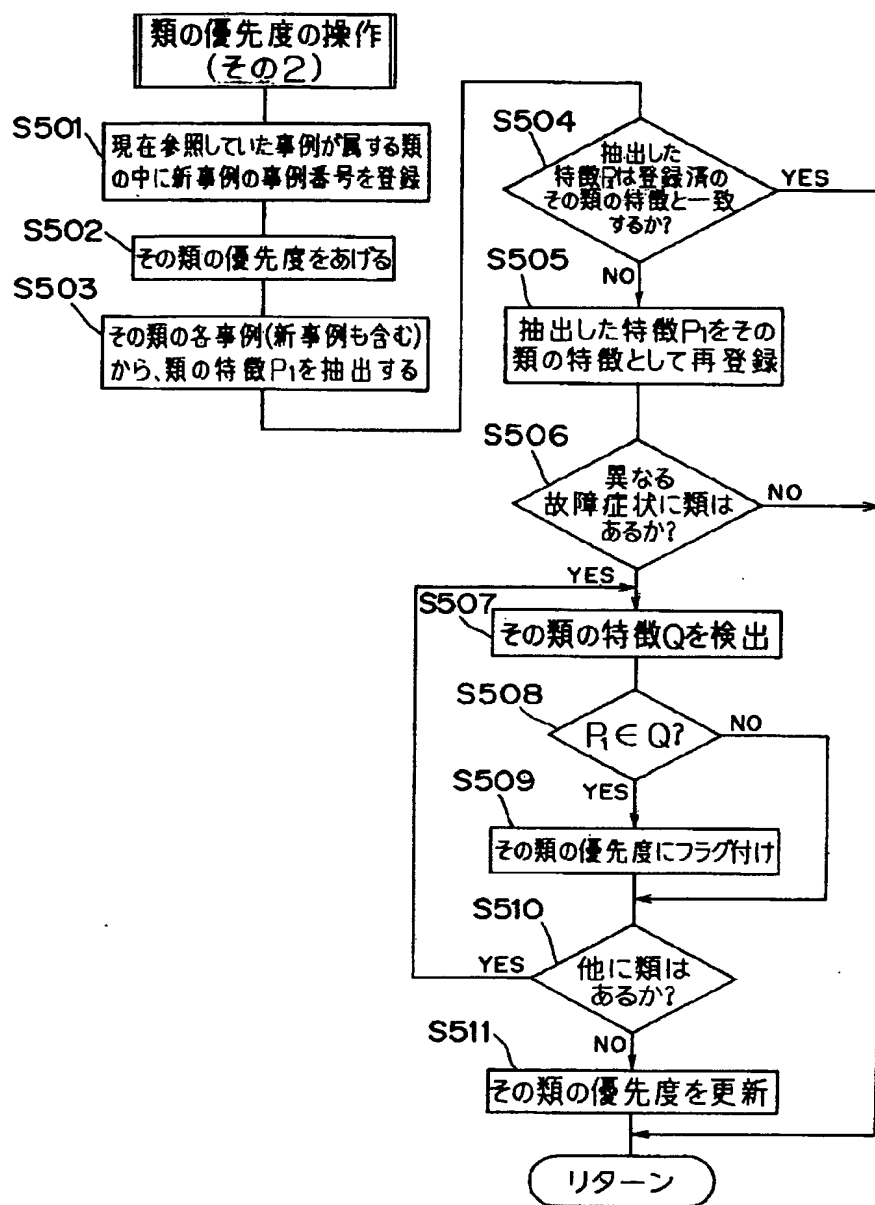 類の優先度の操作
(その2)
S501
現在参照していた事例が属する類
の中に新事例の事例番号を登録
S502
その類の優先度をあげる
S503
その類の各事例(新事例も含む)
から、類の特徴P₁を抽出する
S504
抽出した
特徴P₁は登録済の
その類の特徴と一致
するか?
YES
NO
S505
抽出した特徴P₁をその
類の特徴として再登録
S506
異なる
故障症状に類は
あるか?
NO
YES
S507
その類の特徴Qを検出
S508
P₁∈Q?
NO
YES
S509
その類の優先度にフラグ付け
S510
他に類は
あるか?
YES
NO
S511
その類の優先度を更新
リターン